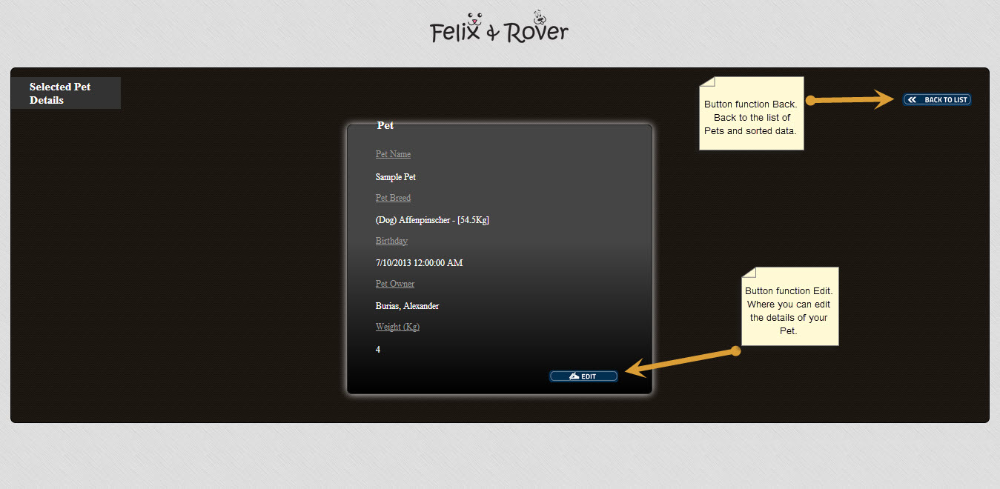 Felix & Rover
Selected Pet
Details
Button function Back.
Back to the list of
Pets and sorted data.
BACK TO LIST
Pet
Pet Name
Sample Pet
Pet Breed
(Dog) Affenpinscher - [54.5Kg]
Birthday
7/10/2013 12:00:00 AM
Pet Owner
Burias, Alexander
Weight (Kg)
4
EDIT
Button function Edit.
Where you can edit
the details of your
Pet.